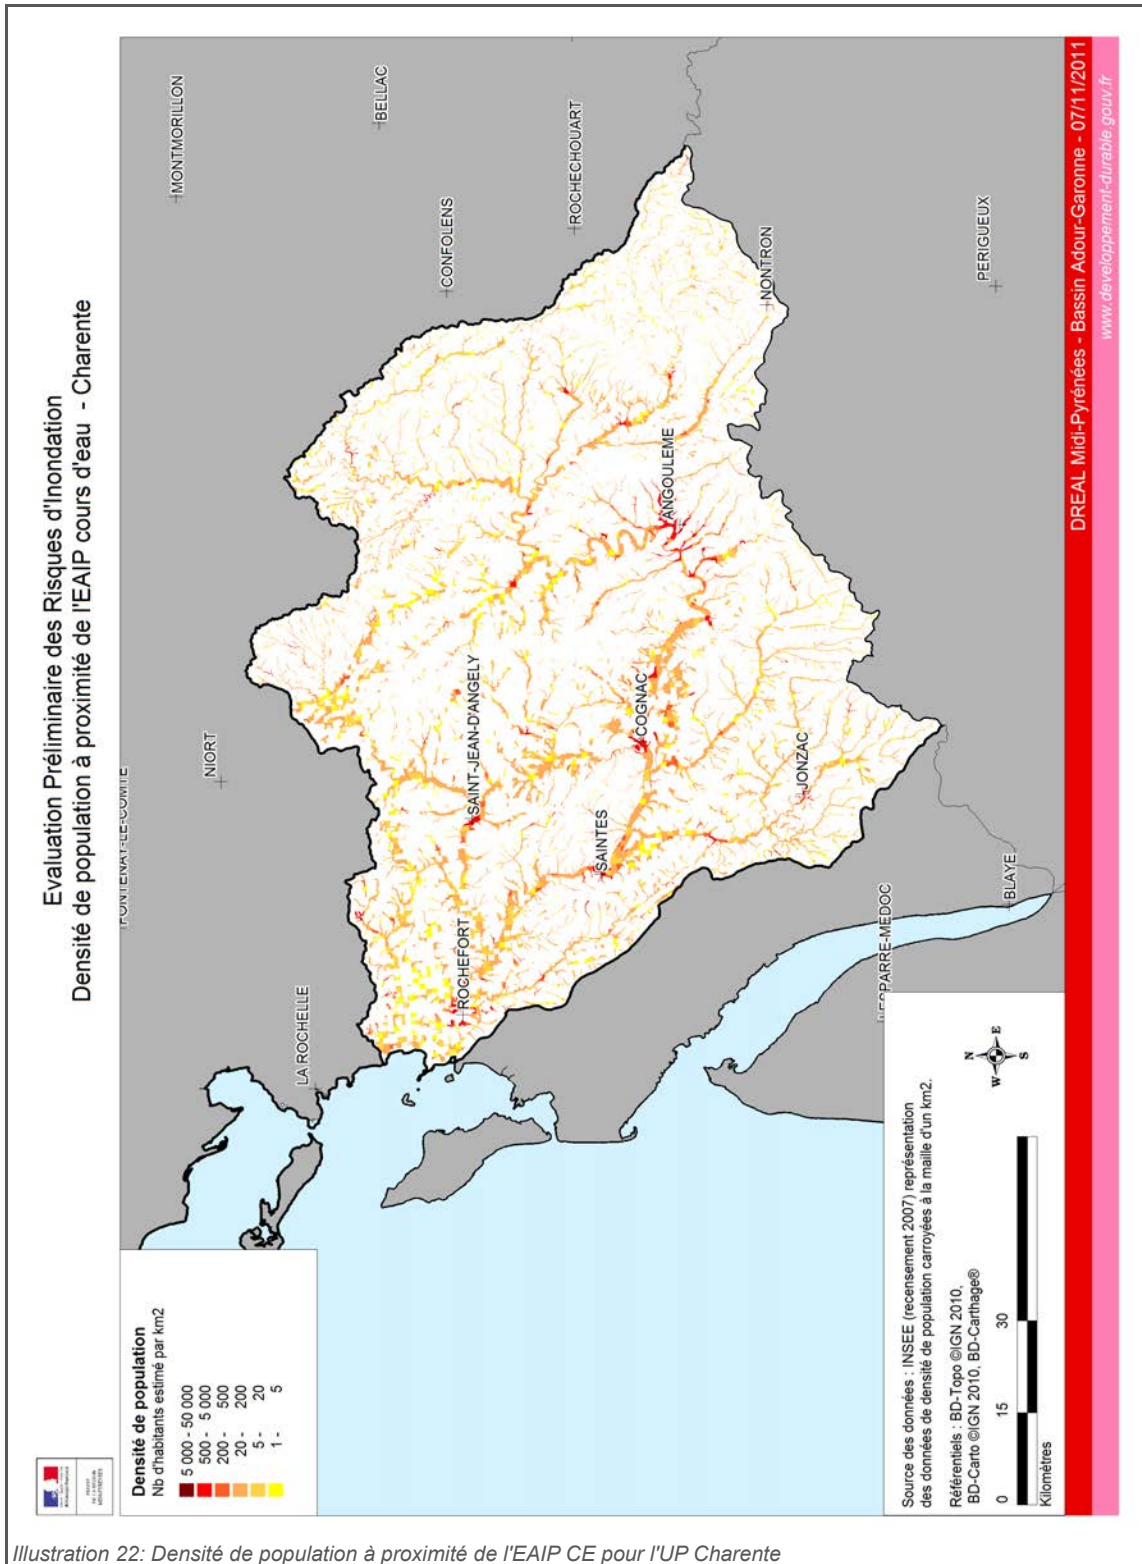 Evaluation Préliminaire des Risques d'Inondation
Densité de population à proximité de l'EAIP cours d'eau - Charente
MONTMORILLON
BELLAC
CONFOLENS
ROCHECHOUART
NIORT
NONTRON
PERIGUEUX
ANGOULEME
SAINT-JEAN-D'ANGELY
COGNAC
JONZAC
SAINTES
ROCHEFORT
LA ROCHELLE
BLAYE
Densité de population
Nb d'habitants estimé par km2
5 000 - 50 000
500 - 5 000
200 - 500
20 - 200
5 - 20
1 - 5
Source des données : INSEE (recensement 2007) représentation
des données de densité de population carroyées à la maille d'un km2.
Référentiels : BD-Topo ©IGN 2010,
BD-Carto ©IGN 2010, BD-Carthage®
0 15 30
Kilomètres
N
W E
S
DREAL Midi-Pyrénées - Bassin Adour-Garonne - 07/11/2011
www.developpement-durable.gouv.fr
Illustration 22: Densité de population à proximité de l'EAIP CE pour l'UP Charente